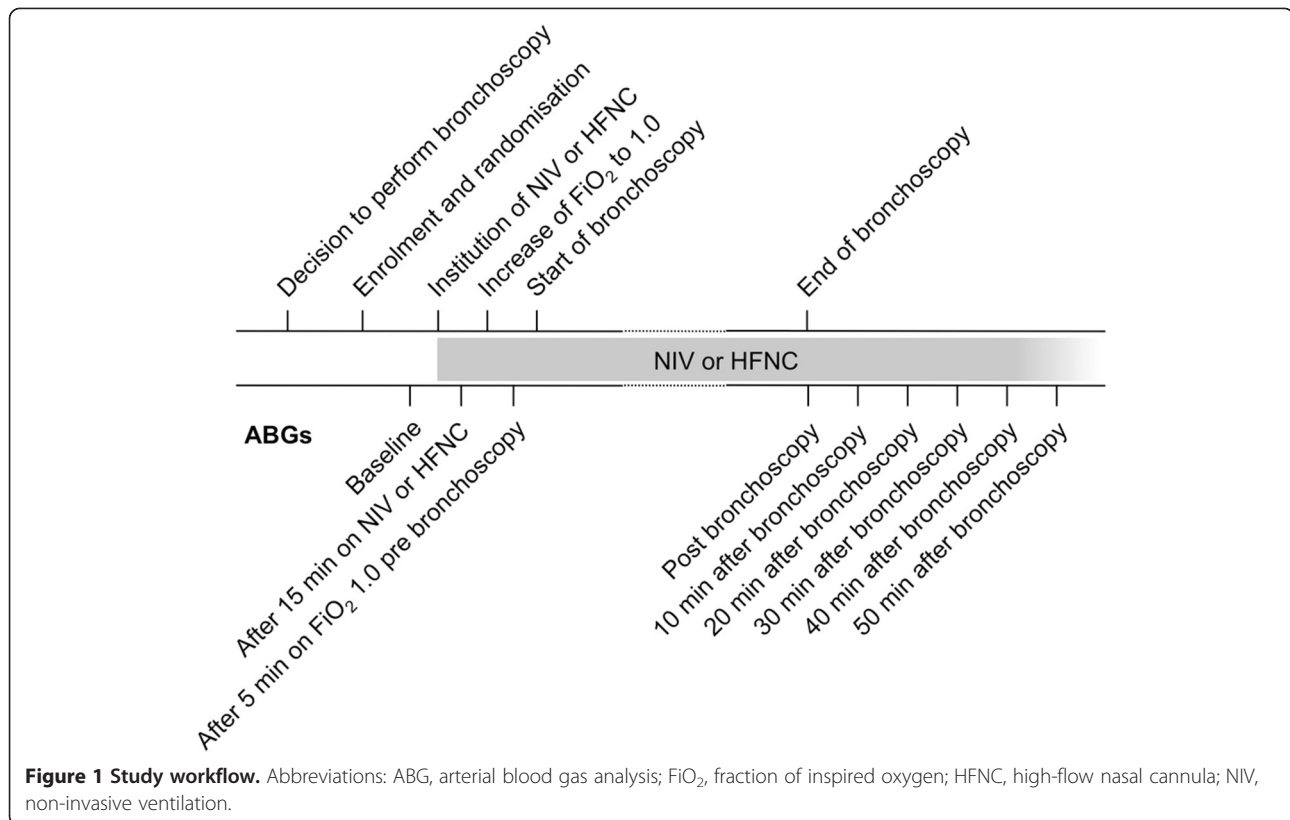 Decision to perform bronchoscopy
Enrolment and randomisation
Institution of NIV or HFNC
Increase of FiO₂ to 1.0
Start of bronchoscopy
End of bronchoscopy
NIV or HFNC
ABGs
Baseline
After 15 min on NIV or HFNC
After 5 min on FiO₂ 1.0 pre bronchoscopy
Post bronchoscopy
10 min after bronchoscopy
20 min after bronchoscopy
30 min after bronchoscopy
40 min after bronchoscopy
50 min after bronchoscopy
Figure 1 Study workflow. Abbreviations: ABG, arterial blood gas analysis; FiO₂, fraction of inspired oxygen; HFNC, high-flow nasal cannula; NIV,
non-invasive ventilation.